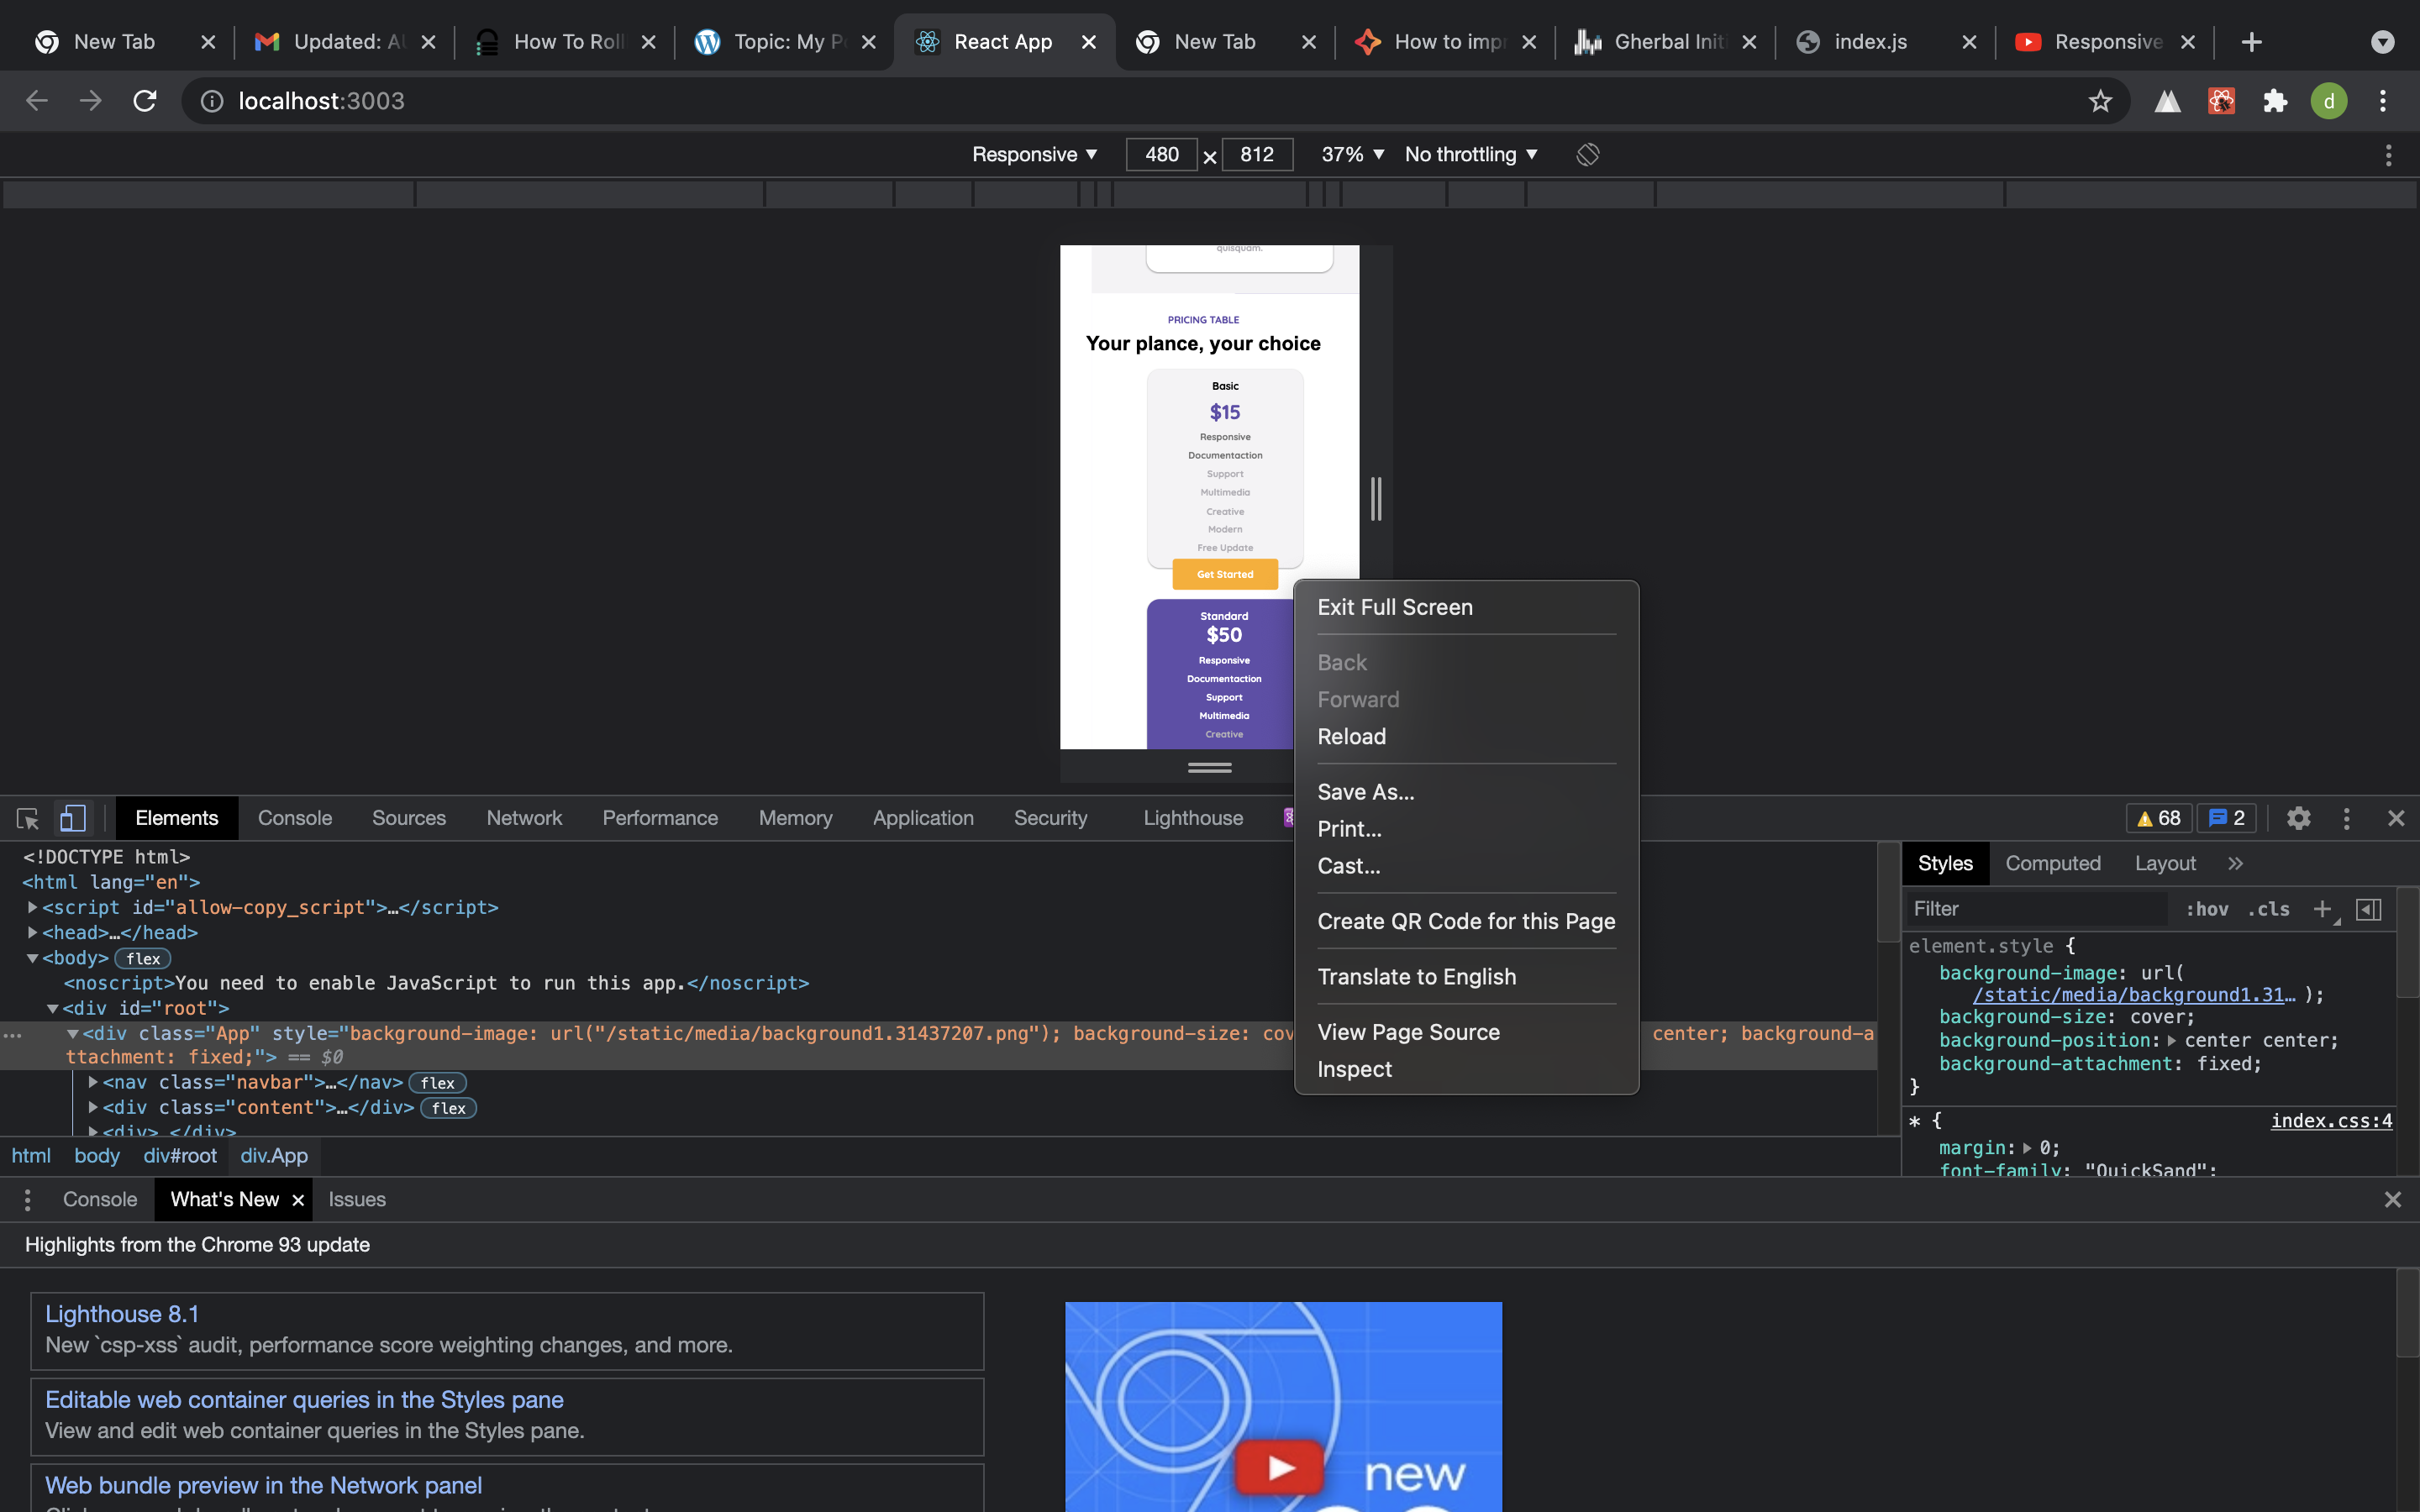 New Tab
Updated: A
How To Roll
Topic: My P
React App
New Tab
How to imp
Gherbal Initi
index.js
Responsive
localhost:3003
d
Responsive 480 × 812 37% No throttling
quisquam.
PRICING TABLE
Your plance, your choice
Basic
$15
Responsive
Documentaction
Support
Multimedia
Creative
Modern
Free Update
Get Started
Standard
$50
Responsive
Documentaction
Support
Multimedia
Creative
Exit Full Screen
Back
Forward
Reload
Save As...
Print...
Cast...
Create QR Code for this Page
Translate to English
View Page Source
Inspect
Elements Console Sources Network Performance Memory Application Security Lighthouse
68 2
<!DOCTYPE html>
<html lang="en">
<script id="allow-copy_script">…</script>
<head>…</head>
<body> flex
<noscript>You need to enable JavaScript to run this app.</noscript>
<div id="root">
<div class="App" style="background-image: url("/static/media/background1.31437207.png"); background-size: cov center; background-a
ttachment: fixed;"> == $0
<nav class="navbar">…</nav> flex
<div class="content">…</div> flex
<div> </div>
html body div#root div.App
Styles Computed Layout »
Filter :hov .cls +
element.style {
background-image: url(
/static/media/background1.31… );
background-size: cover;
background-position: center center;
background-attachment: fixed;
}
* { index.css:4
margin: 0;
font-family: "QuickSand";
Console What's New Issues
Highlights from the Chrome 93 update
Lighthouse 8.1
New `csp-xss` audit, performance score weighting changes, and more.
Editable web container queries in the Styles pane
View and edit web container queries in the Styles pane.
Web bundle preview in the Network panel
new